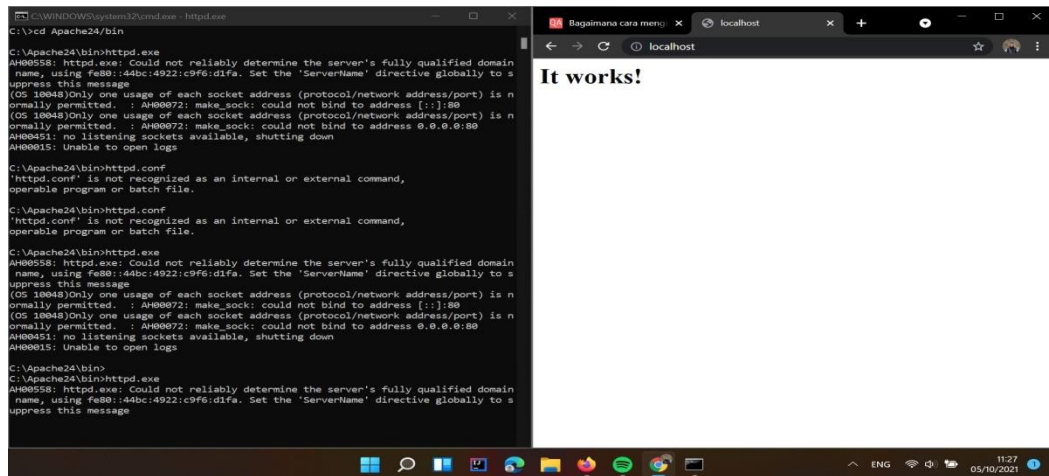 C:\WINDOWS\system32\cmd.exe - httpd.exe
C:\>cd Apache24/bin
C:\Apache24\bin>httpd.exe
AH00558: httpd.exe: Could not reliably determine the server's fully qualified domain
name, using fe80::44bc:4922:c9f6:d1fa. Set the 'ServerName' directive globally to s
uppress this message
(OS 10048)Only one usage of each socket address (protocol/network address/port) is n
ormally permitted.  : AH00072: make_sock: could not bind to address [::]:80
(OS 10048)Only one usage of each socket address (protocol/network address/port) is n
ormally permitted.  : AH00072: make_sock: could not bind to address 0.0.0.0:80
AH00451: no listening sockets available, shutting down
AH00015: Unable to open logs
C:\Apache24\bin>httpd.conf
'httpd.conf' is not recognized as an internal or external command,
operable program or batch file.
C:\Apache24\bin>httpd.conf
'httpd.conf' is not recognized as an internal or external command,
operable program or batch file.
C:\Apache24\bin>httpd.exe
AH00558: httpd.exe: Could not reliably determine the server's fully qualified domain
name, using fe80::44bc:4922:c9f6:d1fa. Set the 'ServerName' directive globally to s
uppress this message
(OS 10048)Only one usage of each socket address (protocol/network address/port) is n
ormally permitted.  : AH00072: make_sock: could not bind to address [::]:80
(OS 10048)Only one usage of each socket address (protocol/network address/port) is n
ormally permitted.  : AH00072: make_sock: could not bind to address 0.0.0.0:80
AH00451: no listening sockets available, shutting down
AH00015: Unable to open logs
C:\Apache24\bin>
C:\Apache24\bin>httpd.exe
AH00558: httpd.exe: Could not reliably determine the server's fully qualified domain
name, using fe80::44bc:4922:c9f6:d1fa. Set the 'ServerName' directive globally to s
uppress this message
QA Bagaimana cara meng
localhost
localhost
It works!
ENG
11:27
05/10/2021
1